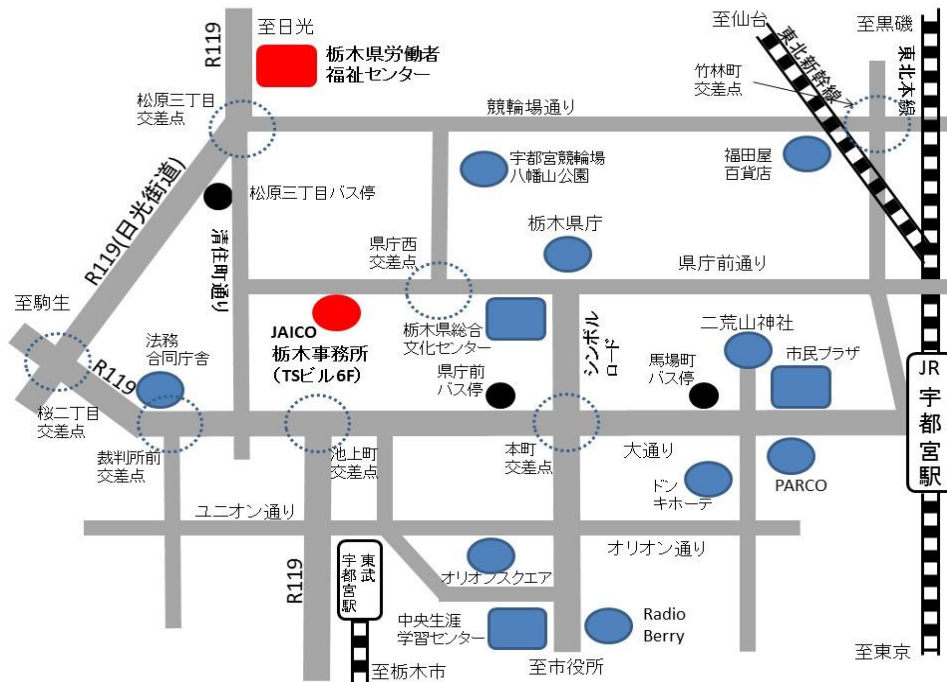 R119
至日光
栃木県労働者
福祉センター
至仙台
至黒磯
東北新幹線
東北本線
竹林町
交差点
松原三丁目
交差点
競輪場通り
宇都宮競輪場
八幡山公園
福田屋
百貨店
松原三丁目バス停
R119(日光街道)
清住町通り
栃木県庁
県庁西
交差点
県庁前通り
至駒生
JAICO
栃木事務所
(TSビル6F)
栃木県総合
文化センター
シンボル
ロード
二荒山神社
市民プラザ
法務
合同庁舎
R119
県庁前
バス停
馬場町
バス停
JR宇都宮駅
桜二丁目
交差点
裁判所前
交差点
池上町
交差点
本町
交差点
大通り
ドン
キホーテ
PARCO
ユニオン通り
オリオン通り
R119
東武
宇都宮駅
オリオンスクエア
中央生涯
学習センター
Radio
Berry
至栃木市
至市役所
至東京